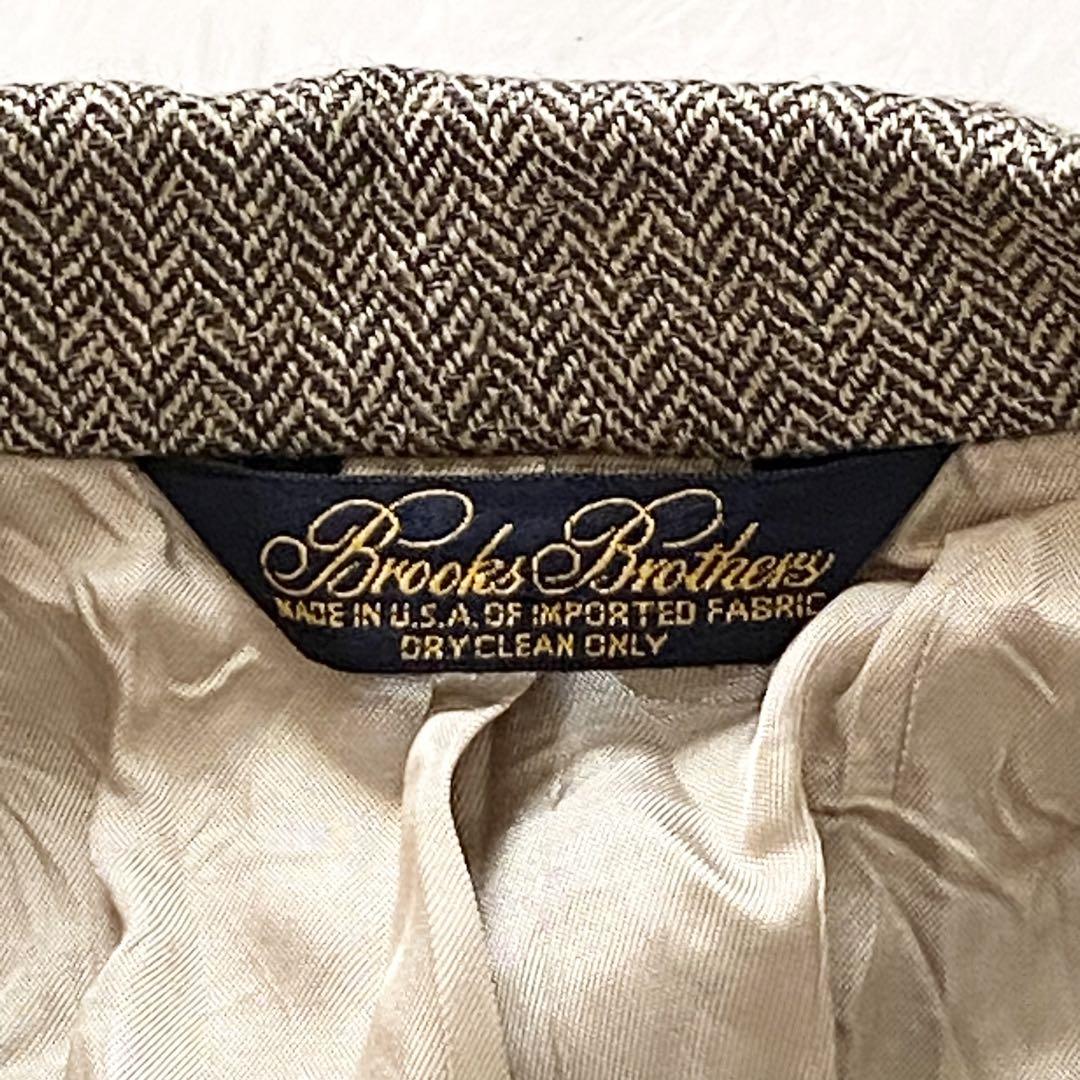 Brooks Brothers
MADE IN U.S.A. OF IMPORTED FABRIC
DRY CLEAN ONLY